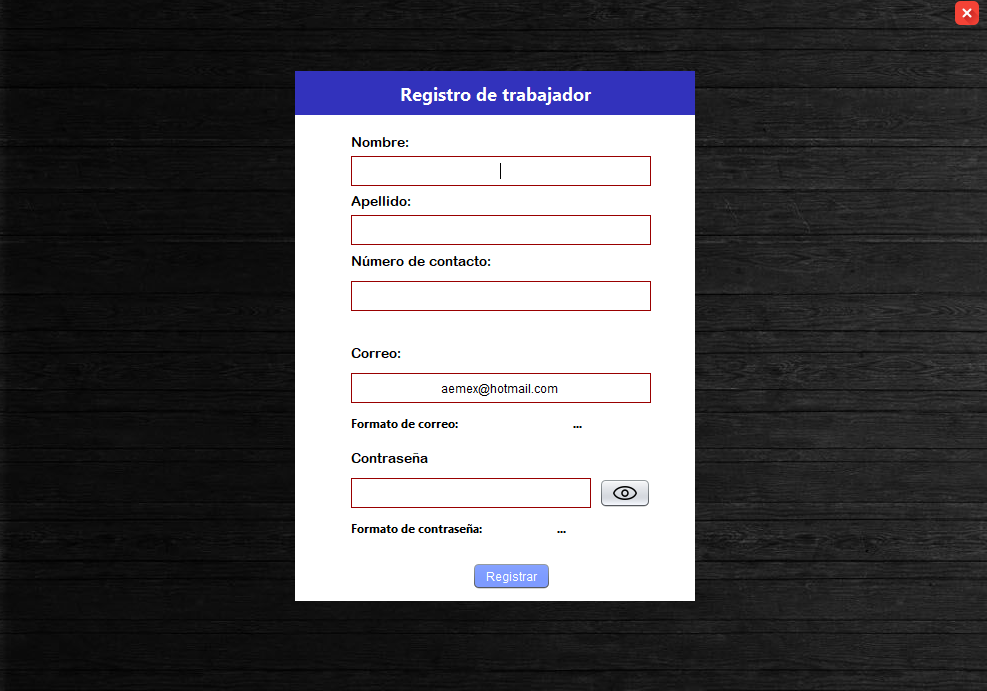 Registro de trabajador
Nombre:
Apellido:
Número de contacto:
Correo:
aemex@hotmail.com
Formato de correo: ...
Contraseña
Formato de contraseña: ...
Registrar